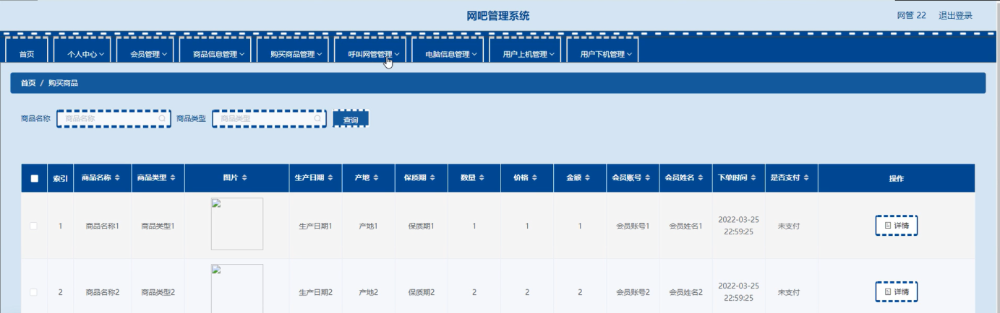 网吧管理系统
网管 22 退出登录
首页 个人中心 会员管理 商品信息管理 购买商品管理 呼叫网管管理 电脑信息管理 用户上机管理 用户下机管理
首页 / 购买商品
商品名称 商品名称 商品类型 商品类型 查询
索引 商品名称 商品类型 图片 生产日期 产地 保质期 数量 价格 金额 会员账号 会员姓名 下单时间 是否支付 操作
1 商品名称1 商品类型1 生产日期1 产地1 保质期1 1 1 1 会员账号1 会员姓名1 2022-03-25 未支付 详情
22:59:25
2 商品名称2 商品类型2 生产日期2 产地2 保质期2 2 2 2 会员账号2 会员姓名2 2022-03-25 未支付 详情
22:59:25